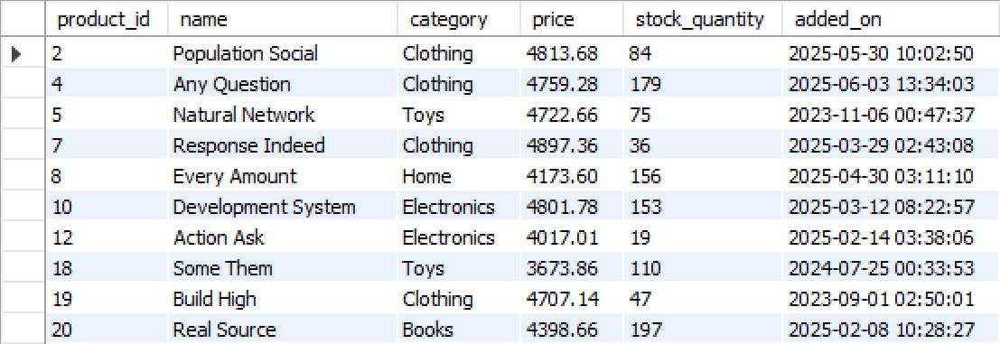 product_id name category price stock_quantity added_on
2 Population Social Clothing 4813.68 84 2025-05-30 10:02:50
4 Any Question Clothing 4759.28 179 2025-06-03 13:34:03
5 Natural Network Toys 4722.66 75 2023-11-06 00:47:37
7 Response Indeed Clothing 4897.36 36 2025-03-29 02:43:08
8 Every Amount Home 4173.60 156 2025-04-30 03:11:10
10 Development System Electronics 4801.78 153 2025-03-12 08:22:57
12 Action Ask Electronics 4017.01 19 2025-02-14 03:38:06
18 Some Them Toys 3673.86 110 2024-07-25 00:33:53
19 Build High Clothing 4707.14 47 2023-09-01 02:50:01
20 Real Source Books 4398.66 197 2025-02-08 10:28:27